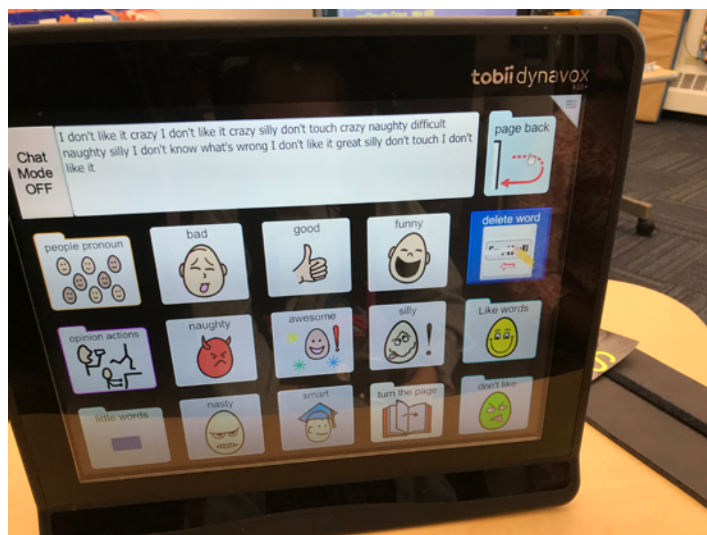 tobii dynavox
Chat
Mode
OFF
I don't like it crazy I don't like it crazy silly don't touch crazy naughty difficult
naughty silly I don't know what's wrong I don't like it great silly don't touch I don't
like it
page back
people pronoun
bad
good
funny
delete word
opinion actions
naughty
awesome
silly
Like words
little words
nasty
smart
turn the page
don't like